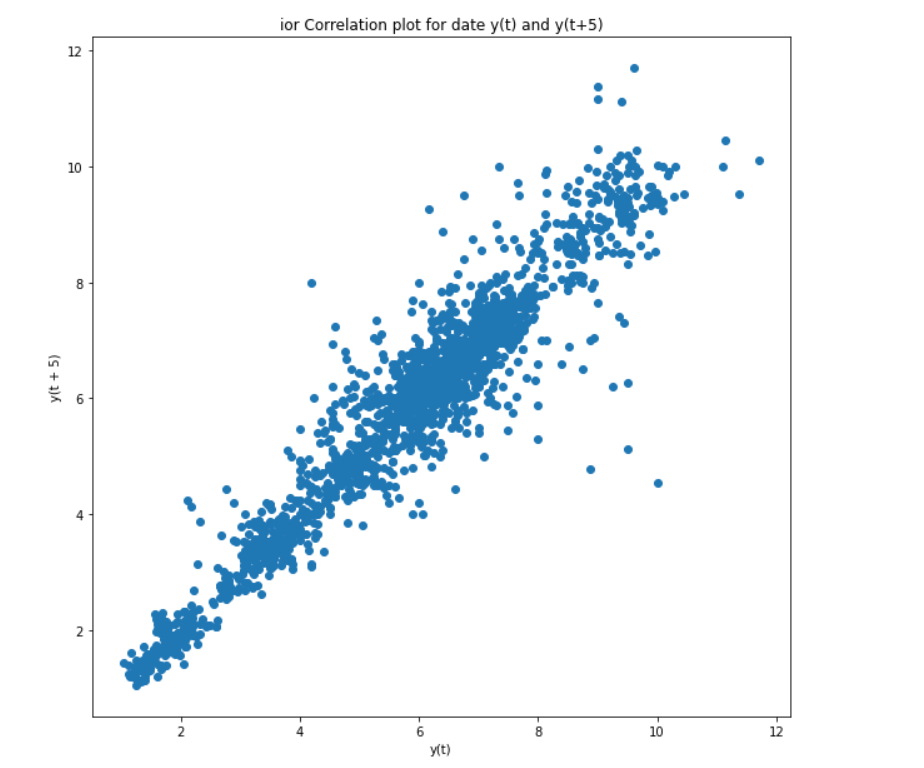 ior Correlation plot for date y(t) and y(t+5)
12
10
8
6
4
2
y(t + 5)
2 4 6 8 10 12
y(t)